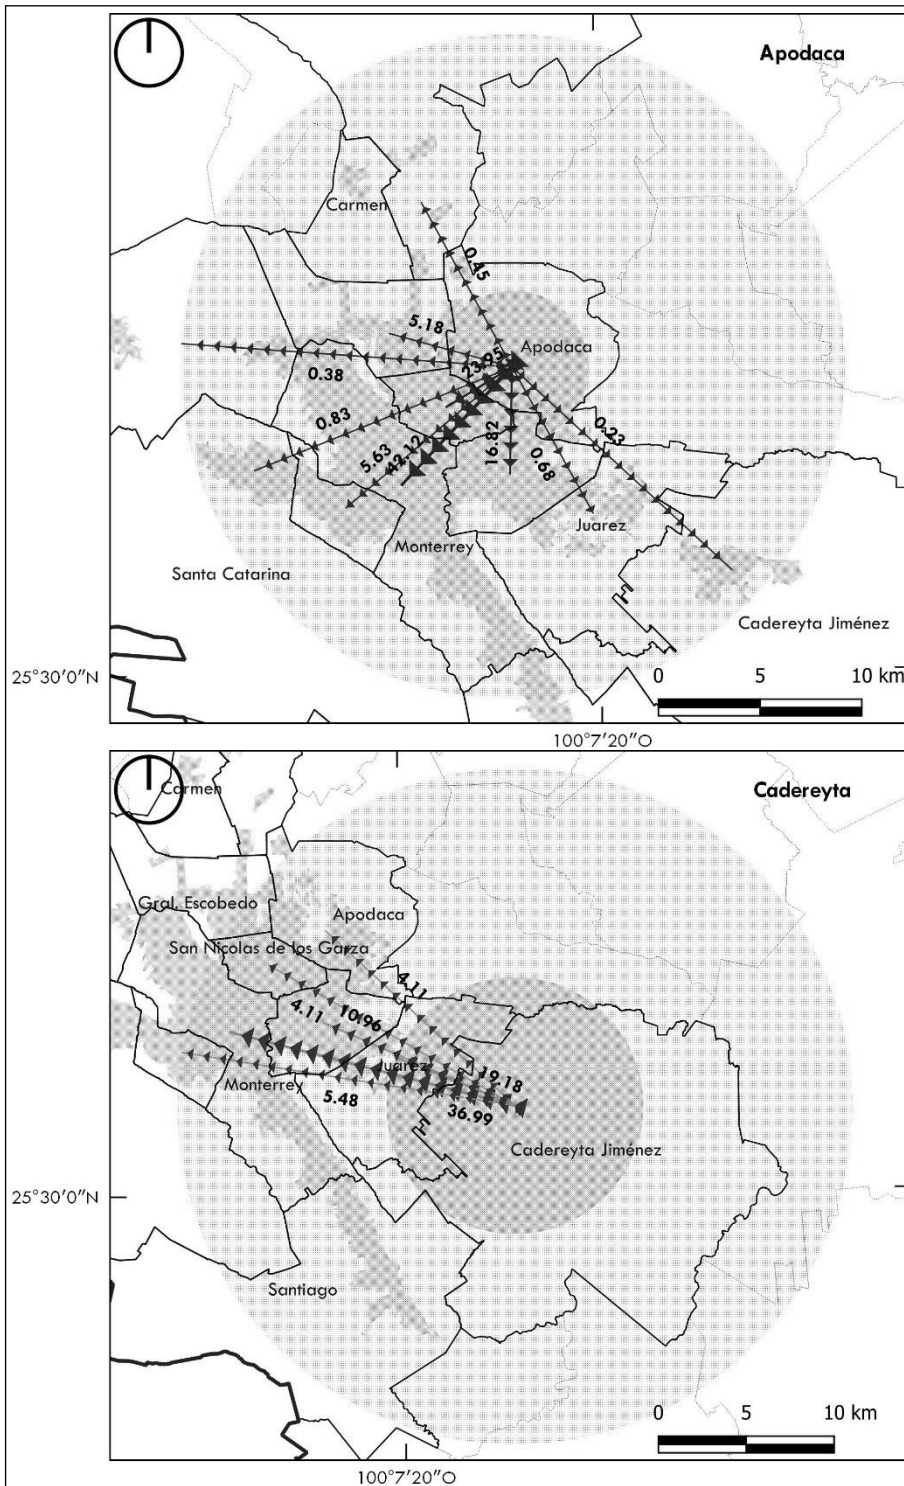 Apodaca
Carmen
0.45
5.18
Apodaca
23.95
0.38
0.83
0.23
5.63
42.12
16.82
0.68
Juarez
Monterrey
Santa Catarina
Cadereyta Jiménez
25°30'0"N
0 5 10 km
100°7'20"O
Cadereyta
Carmen
Gral. Escobedo
Apodaca
San Nicolas de los Garza
4.11
4.11
10.96
Juarez
19.18
Monterrey
5.48
36.99
Cadereyta Jiménez
25°30'0"N
Santiago
0 5 10 km
100°7'20"O